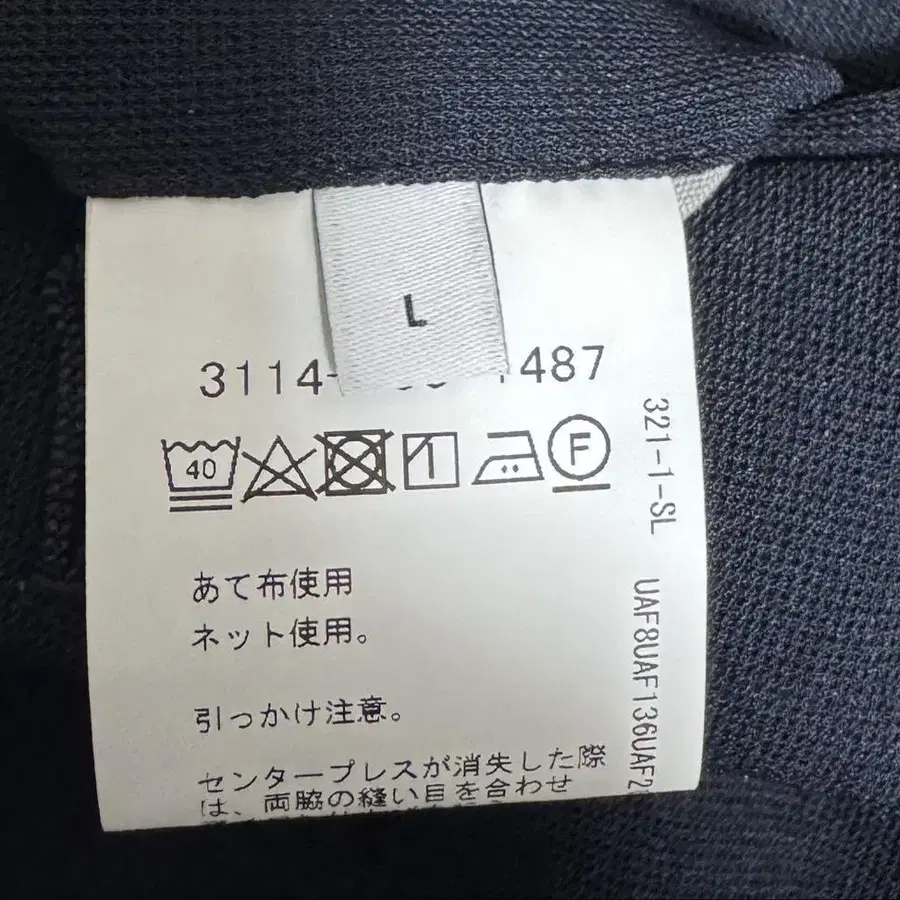 L
3114-
1487
40
F
あて布使用
ネット使用。
引っかけ注意。
センタープレスが消失した際
は、両脇の縫い目を合わせ
321-1-SL
UAF8UAF136UAF2